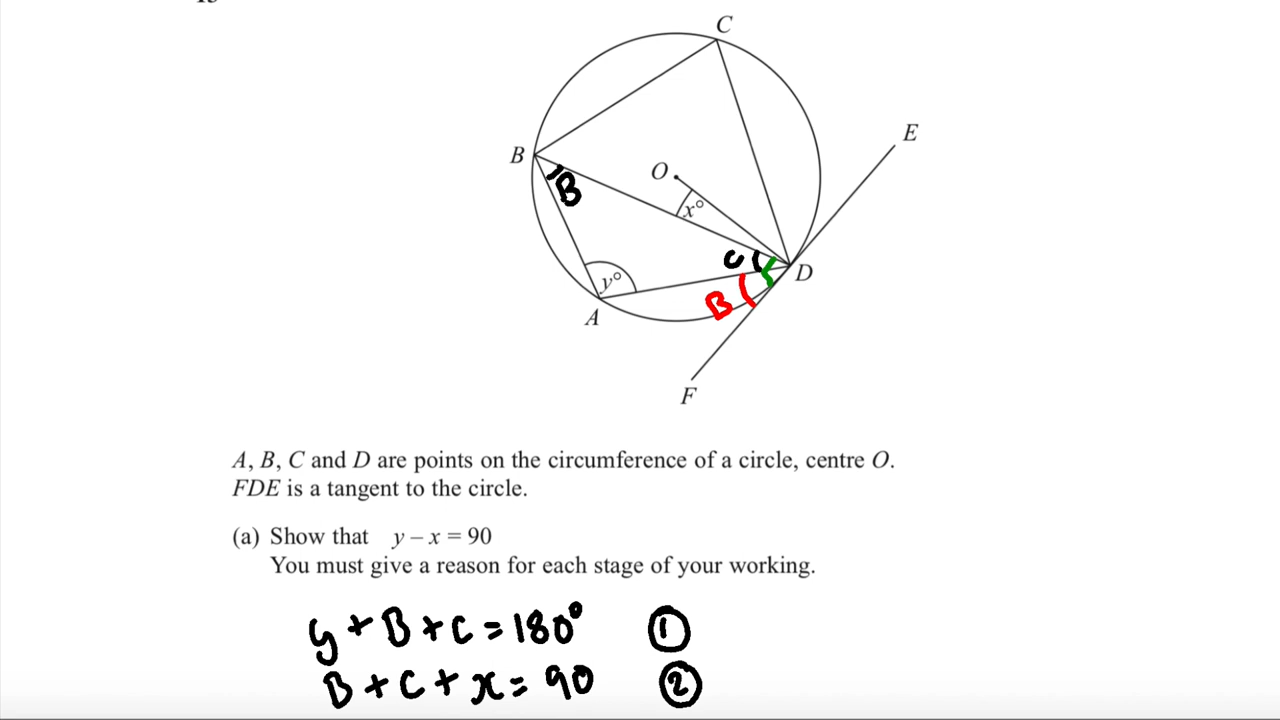 C
E
B
O
B
x°
C
D
y°
B
A
F
A, B, C and D are points on the circumference of a circle, centre O.
FDE is a tangent to the circle.
(a) Show that y – x = 90
You must give a reason for each stage of your working.
y + B + C = 180° ①
B + C + x = 90 ②